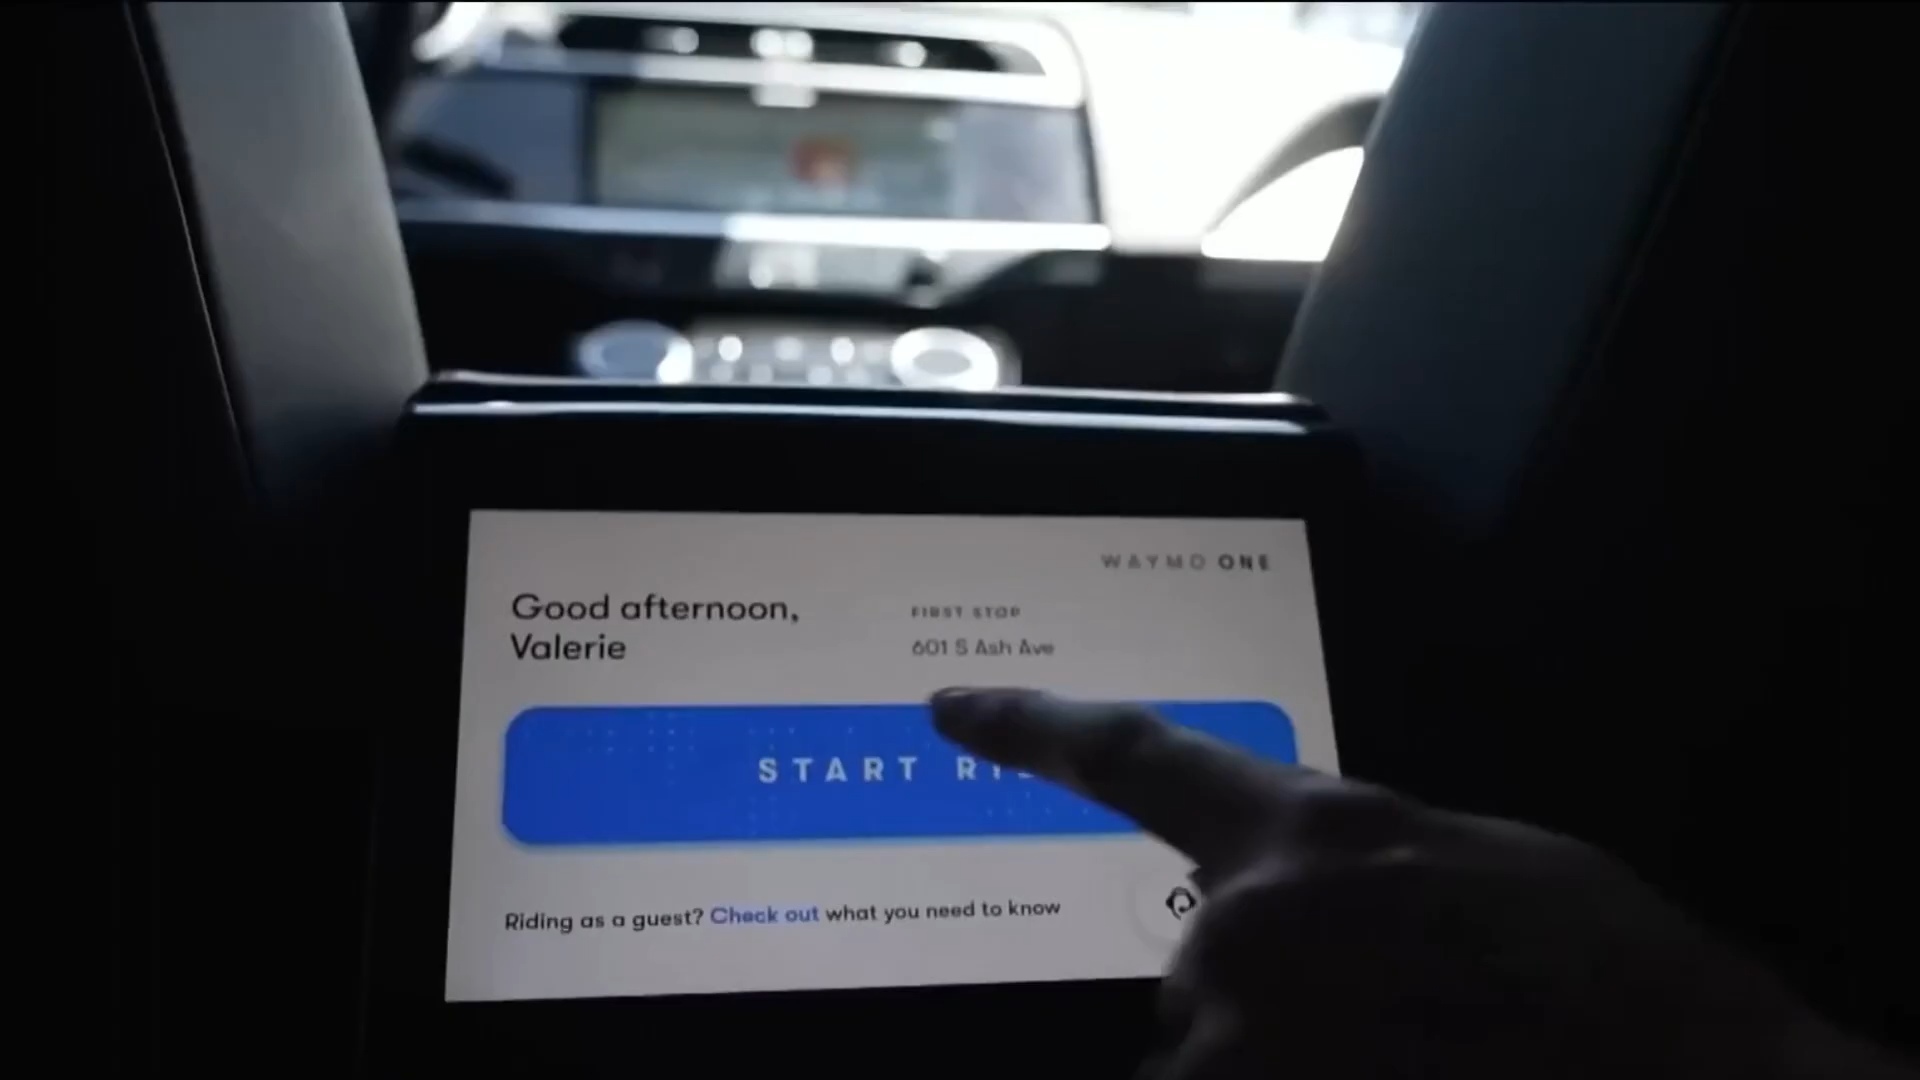 WAYMO ONE
Good afternoon,
Valerie
FIRST STOP
601 S Ash Ave
START
Riding as a guest? Check out what you need to know